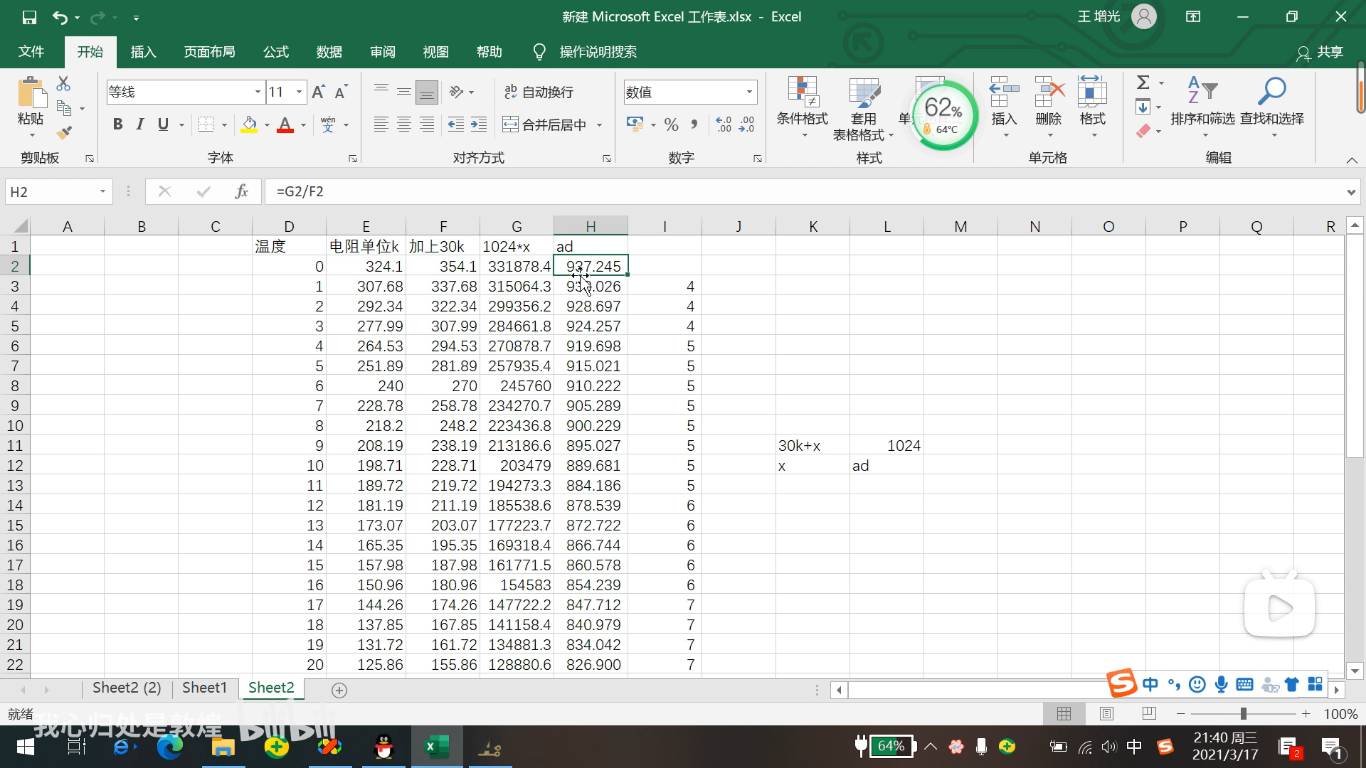 新建 Microsoft Excel 工作表.xlsx - Excel
王 增光
文件 开始 插入 页面布局 公式 数据 审阅 视图 帮助 操作说明搜索 共享
粘贴 等线 11 自动换行 数值 条件格式 套用 单 插入 删除 格式 排序和筛选 查找和选择
B I U wén 合并后居中 % 表格格式
62% 64℃
剪贴板 字体 对齐方式 数字 样式 单元格 编辑
H2 fx =G2/F2
A B C D E F G H I J K L M N O P Q R
1 温度 电阻单位k 加上30k 1024*x ad
2 0 324.1 354.1 331878.4 937.245
3 1 307.68 337.68 315064.3 4
4 2 292.34 322.34 299356.2 928.697 4
5 3 277.99 307.99 284661.8 924.257 4
6 4 264.53 294.53 270878.7 919.698 5
7 5 251.89 281.89 257935.4 915.021 5
8 6 240 270 245760 910.222 5
9 7 228.78 258.78 234270.7 905.289 5
10 8 218.2 248.2 223436.8 900.229 5
11 9 208.19 238.19 213186.6 895.027 5 30k+x 1024
12 10 198.71 228.71 203479 889.681 5 x ad
13 11 189.72 219.72 194273.3 884.186 5
14 12 181.19 211.19 185538.6 878.539 6
15 13 173.07 203.07 177223.7 872.722 6
16 14 165.35 195.35 169318.4 866.744 6
17 15 157.98 187.98 161771.5 860.578 6
18 16 150.96 180.96 154583 854.239 6
19 17 144.26 174.26 147722.2 847.712 7
20 18 137.85 167.85 141158.4 840.979 7
21 19 131.72 161.72 134881.3 834.042 7
22 20 125.86 155.86 128880.6 826.900 7
Sheet2 (2) Sheet1 Sheet2
中
就绪 100%
我心归处是敦煌 bilibili
64% 中 21:40 周三
2021/3/17 2 1